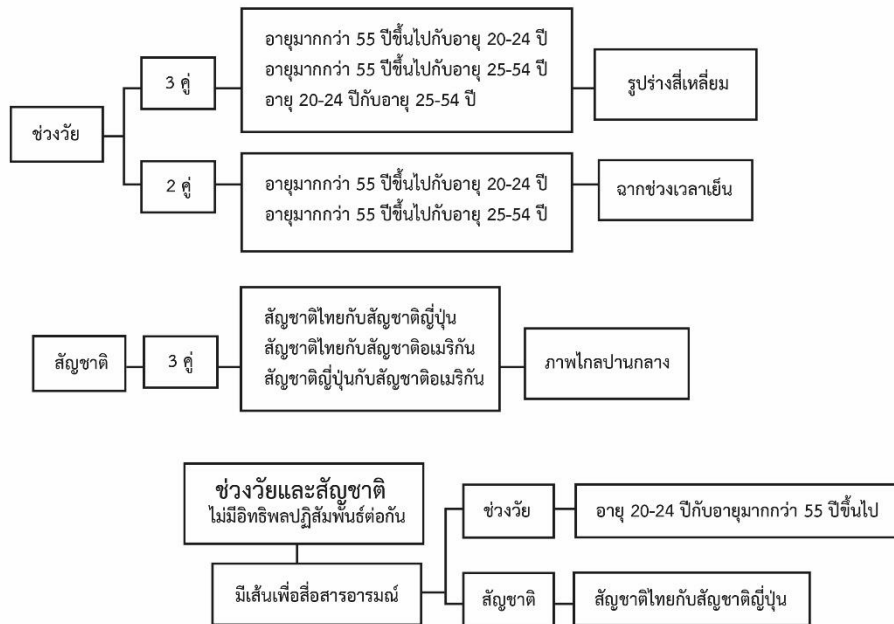 อายุมากกว่า 55 ปีขึ้นไปกับอายุ 20-24 ปี
3 คู่
อายุมากกว่า 55 ปีขึ้นไปกับอายุ 25-54 ปี
รูปร่างสี่เหลี่ยม
อายุ 20-24 ปีกับอายุ 25-54 ปี
ช่วงวัย
2 คู่
อายุมากกว่า 55 ปีขึ้นไปกับอายุ 20-24 ปี
อายุมากกว่า 55 ปีขึ้นไปกับอายุ 25-54 ปี
ฉากช่วงเวลาเย็น
สัญชาติ
3 คู่
สัญชาติไทยกับสัญชาติญี่ปุ่น
สัญชาติไทยกับสัญชาติอเมริกัน
สัญชาติญี่ปุ่นกับสัญชาติอเมริกัน
ภาพไกลปานกลาง
ช่วงวัยและสัญชาติ
ไม่มีอิทธิพลปฏิสัมพันธ์ต่อกัน
มีเส้นเพื่อสื่อสารอารมณ์
ช่วงวัย
อายุ 20-24 ปีกับอายุมากกว่า 55 ปีขึ้นไป
สัญชาติ
สัญชาติไทยกับสัญชาติญี่ปุ่น